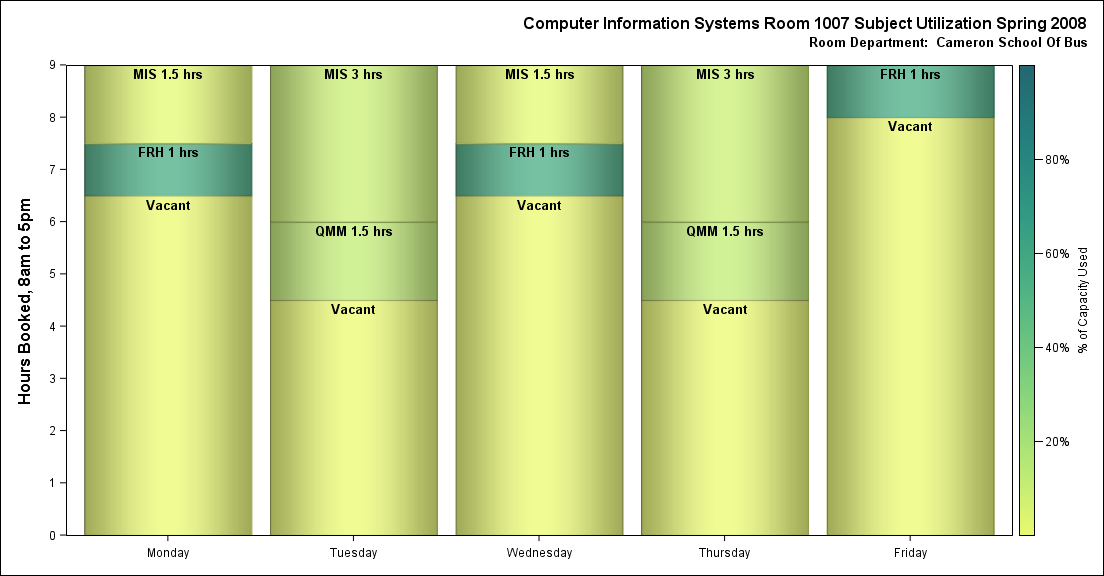 Computer Information Systems Room 1007 Subject Utilization Spring 2008
Room Department: Cameron School Of Bus
Hours Booked, 8am to 5pm
9
8
7
6
5
4
3
2
1
0
MIS 1.5 hrs
FRH 1 hrs
Vacant
MIS 3 hrs
QMM 1.5 hrs
Vacant
MIS 1.5 hrs
FRH 1 hrs
Vacant
MIS 3 hrs
QMM 1.5 hrs
Vacant
FRH 1 hrs
Vacant
Monday
Tuesday
Wednesday
Thursday
Friday
80%
60%
40%
20%
% of Capacity Used